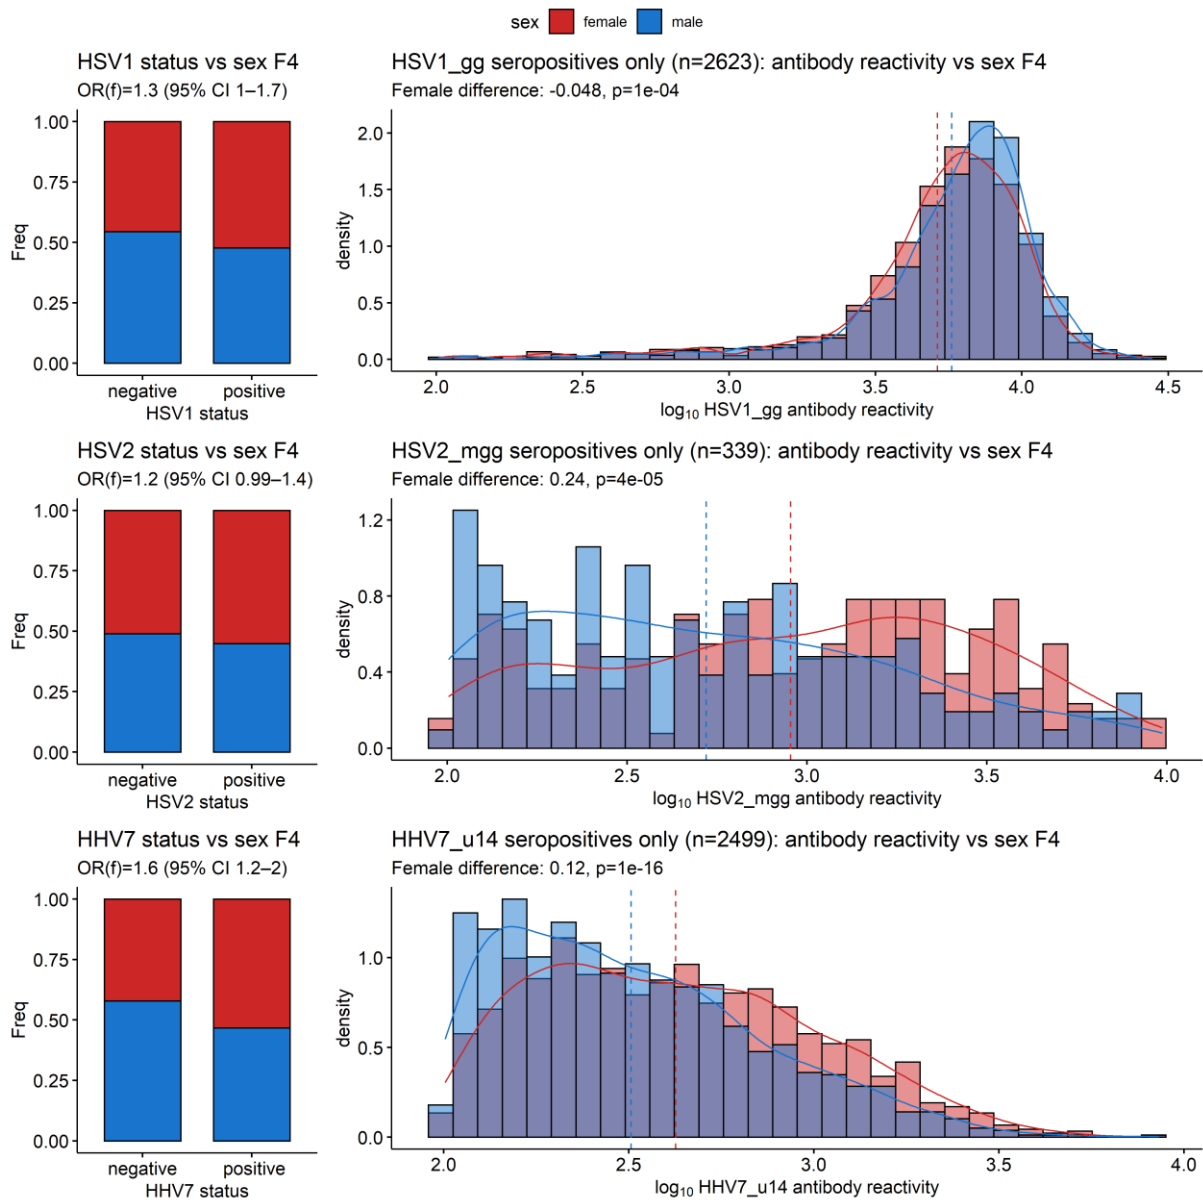 sex female male
HSV1 status vs sex F4
OR(f)=1.3 (95% CI 1–1.7)
1.00
0.75
0.50
0.25
0.00
Freq
negative positive
HSV1 status
HSV1_gg seropositives only (n=2623): antibody reactivity vs sex F4
Female difference: -0.048, p=1e-04
2.0
1.5
1.0
0.5
0.0
density
2.0 2.5 3.0 3.5 4.0 4.5
log₁₀ HSV1_gg antibody reactivity
HSV2 status vs sex F4
OR(f)=1.2 (95% CI 0.99–1.4)
1.00
0.75
0.50
0.25
0.00
Freq
negative positive
HSV2 status
HSV2_mgg seropositives only (n=339): antibody reactivity vs sex F4
Female difference: 0.24, p=4e-05
1.2
0.8
0.4
0.0
density
2.0 2.5 3.0 3.5 4.0
log₁₀ HSV2_mgg antibody reactivity
HHV7 status vs sex F4
OR(f)=1.6 (95% CI 1.2–2)
1.00
0.75
0.50
0.25
0.00
Freq
negative positive
HHV7 status
HHV7_u14 seropositives only (n=2499): antibody reactivity vs sex F4
Female difference: 0.12, p=1e-16
1.0
0.5
0.0
density
2.0 2.5 3.0 3.5 4.0
log₁₀ HHV7_u14 antibody reactivity